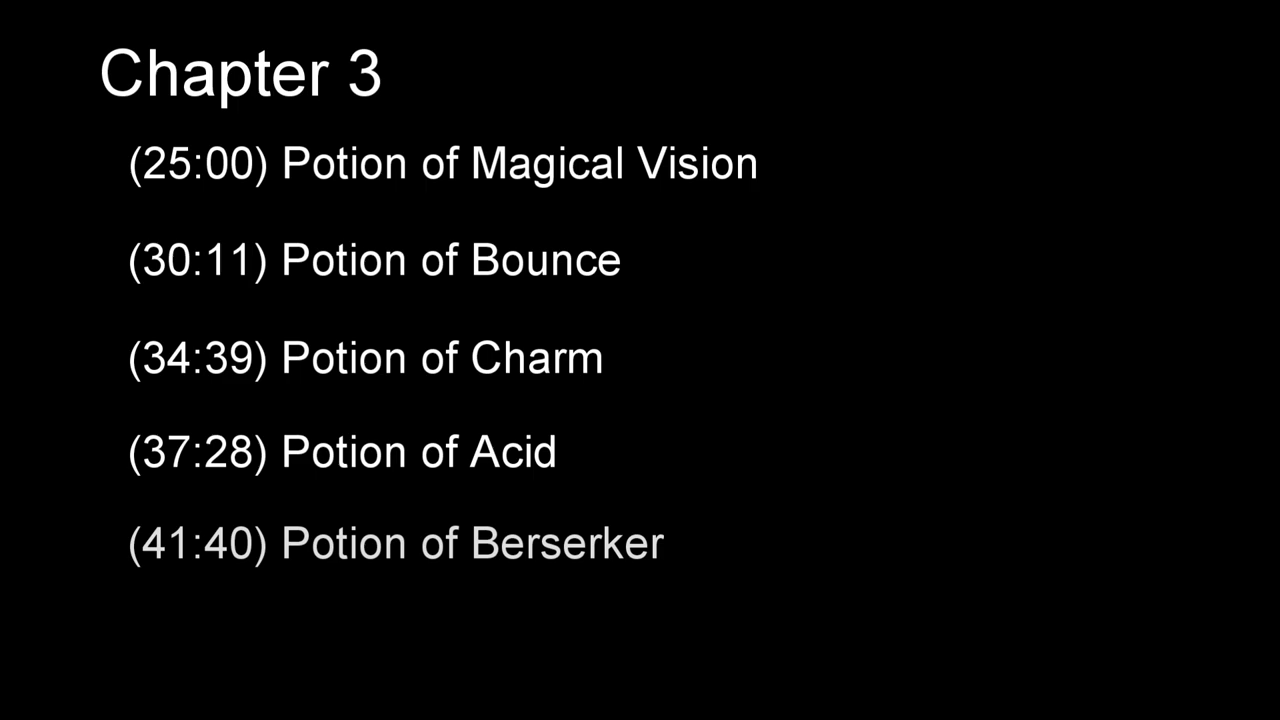 Chapter 3
(25:00) Potion of Magical Vision
(30:11) Potion of Bounce
(34:39) Potion of Charm
(37:28) Potion of Acid
(41:40) Potion of Berserker